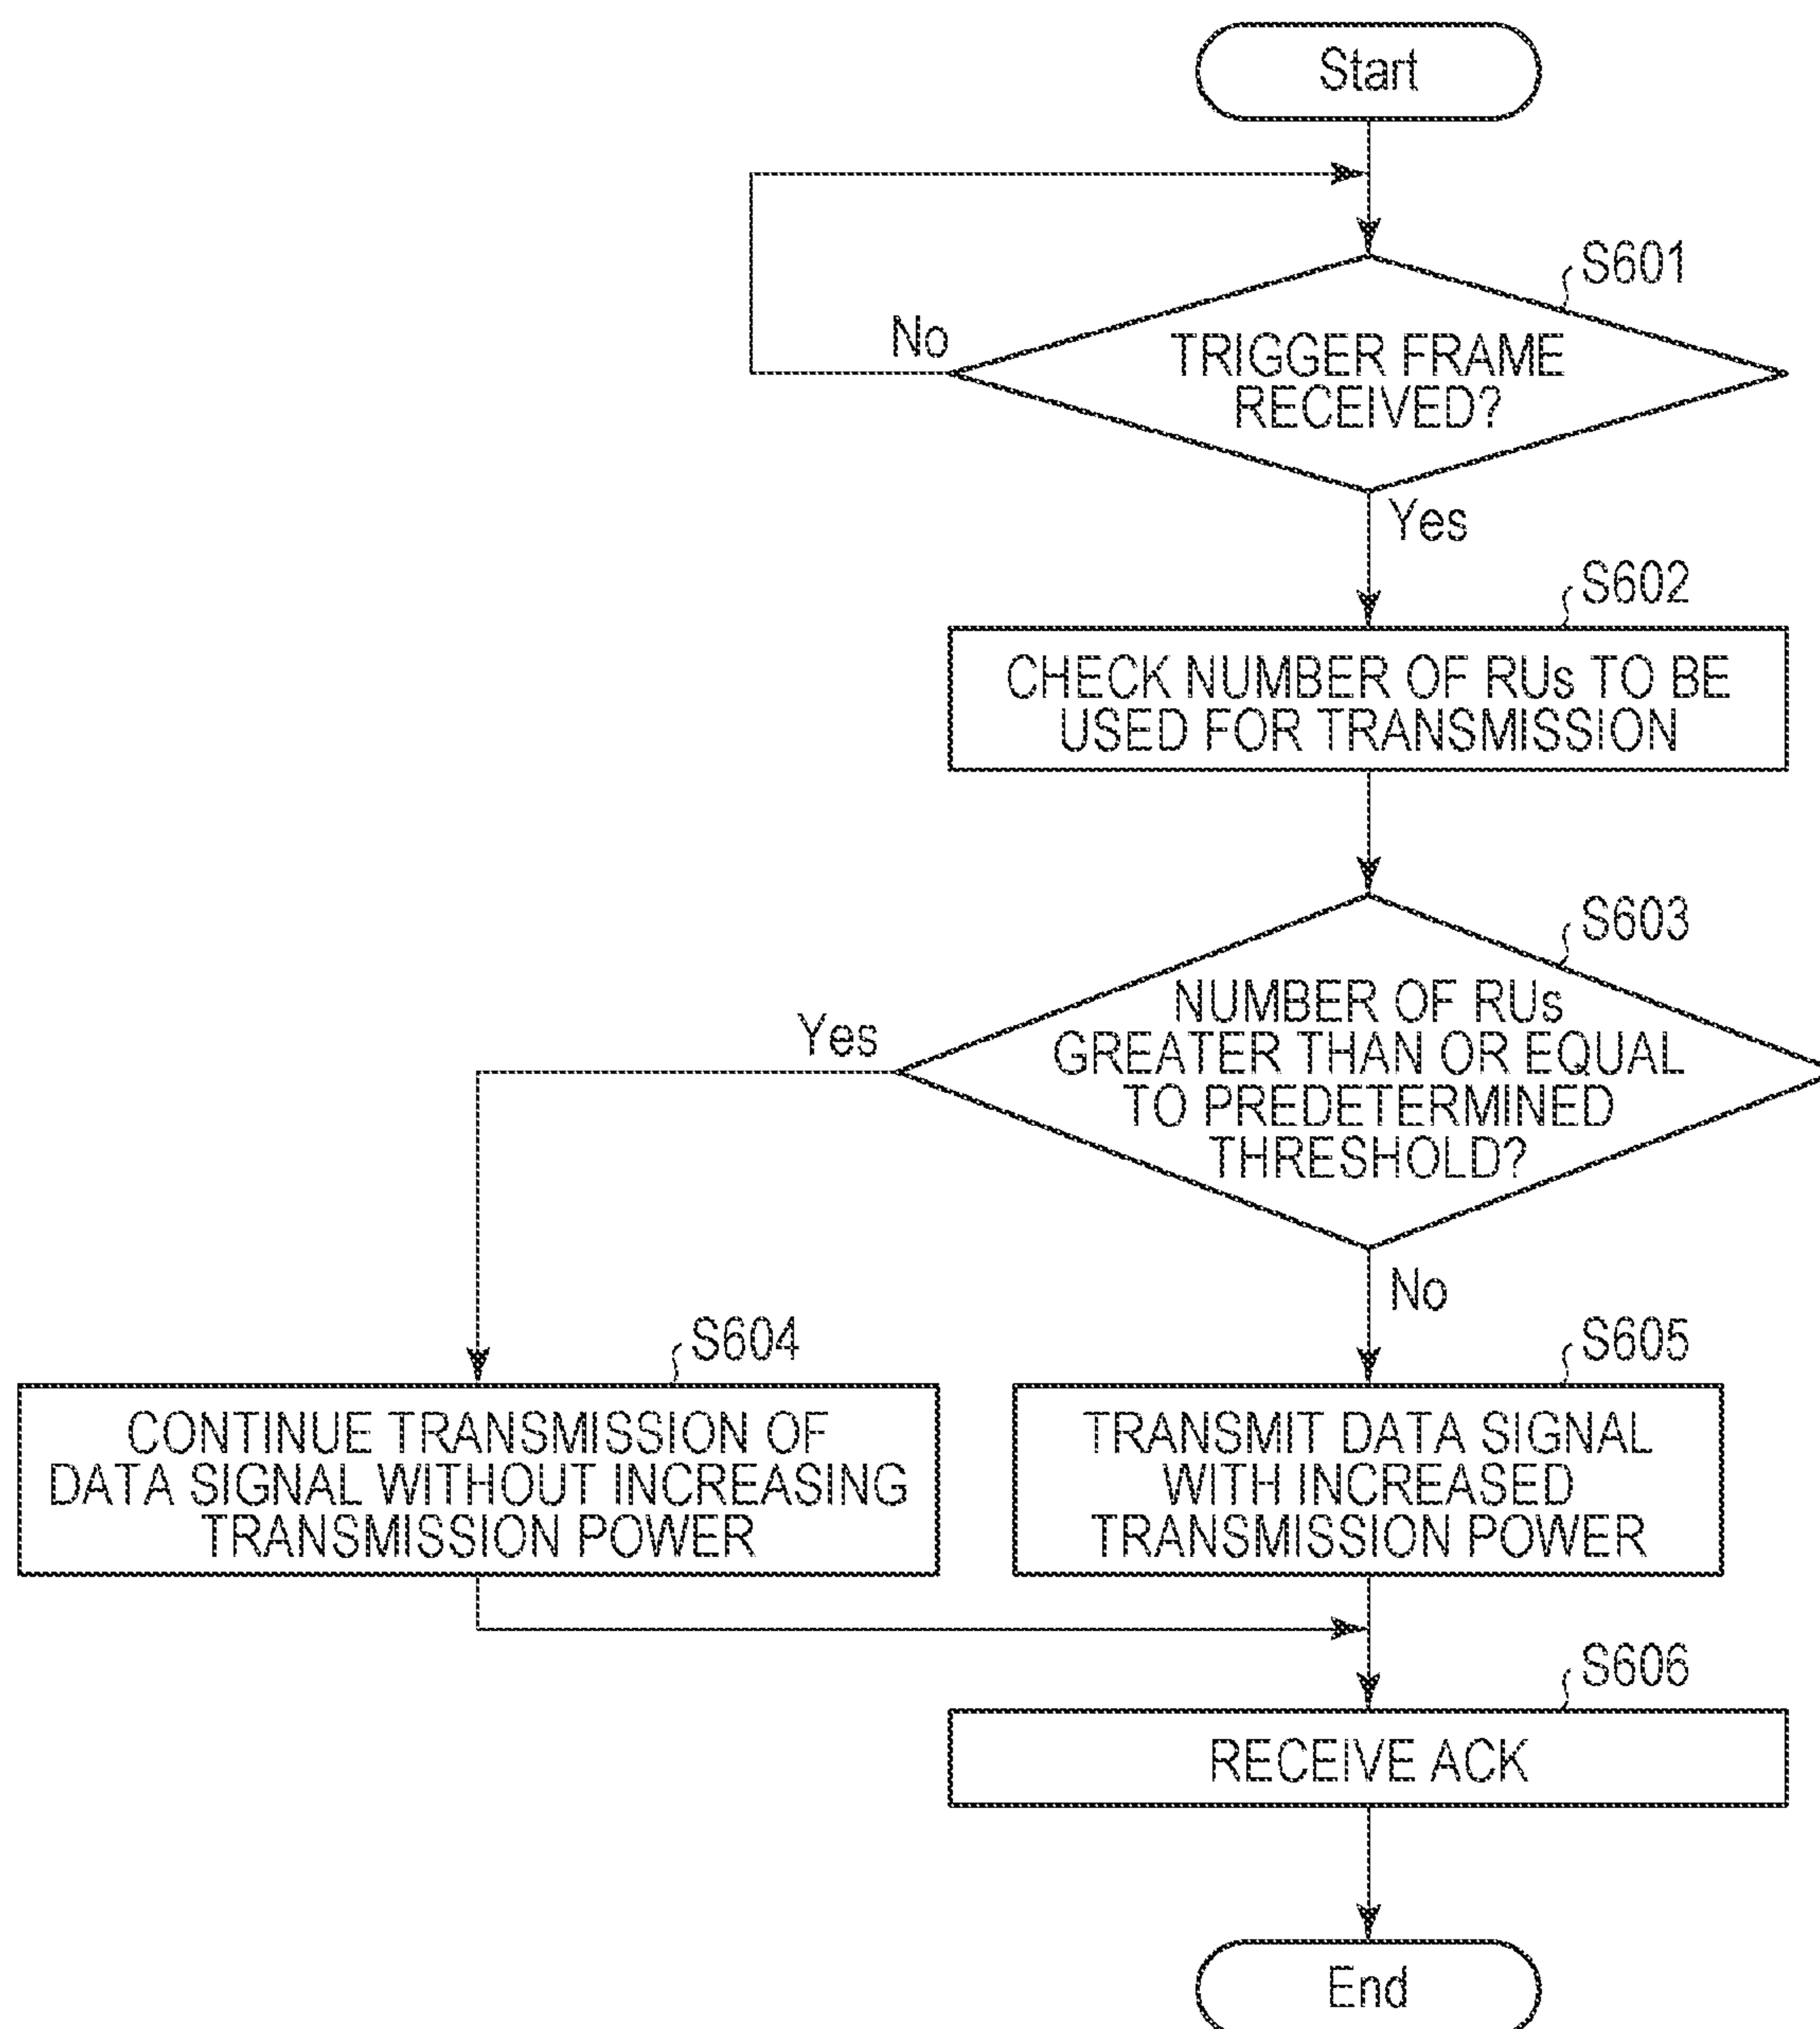 Start
S601
No
TRIGGER FRAME
RECEIVED?
Yes
S602
CHECK NUMBER OF RUs TO BE
USED FOR TRANSMISSION
S603
Yes
NUMBER OF RUs
GREATER THAN OR EQUAL
TO PREDETERMINED
THRESHOLD?
No
S604
CONTINUE TRANSMISSION OF
DATA SIGNAL WITHOUT INCREASING
TRANSMISSION POWER
S605
TRANSMIT DATA SIGNAL
WITH INCREASED
TRANSMISSION POWER
S606
RECEIVE ACK
End